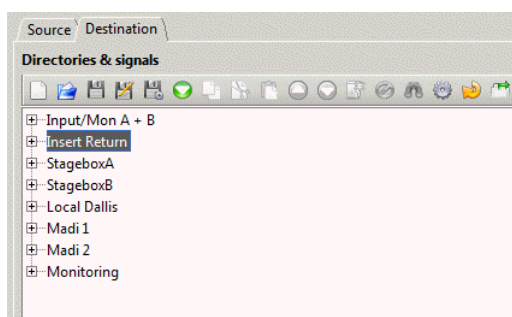 Source Destination
Directories & signals
Input/Mon A + B
Insert Return
StageboxA
StageboxB
Local Dallis
Madi 1
Madi 2
Monitoring